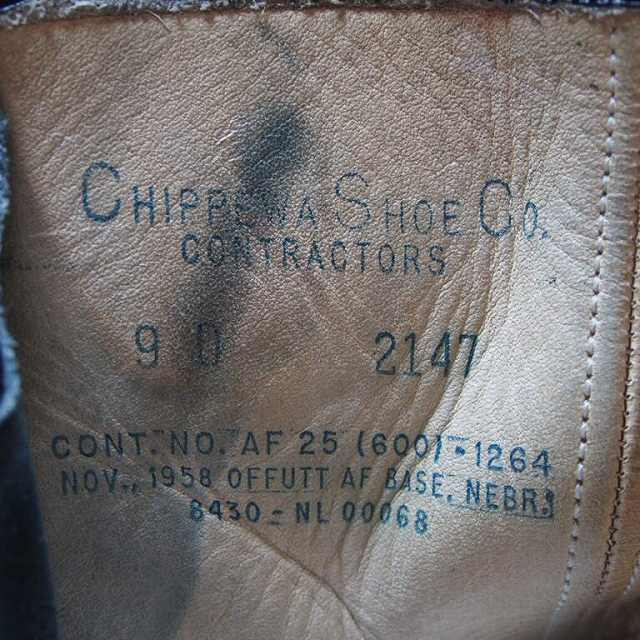 CHIPPEWA SHOE CO.
CONTRACTORS
9 D 2147
CONT. NO. AF 25 (600)-1264
NOV., 1958 OFFUTT AF BASE, NEBR.
8430-NL 00068